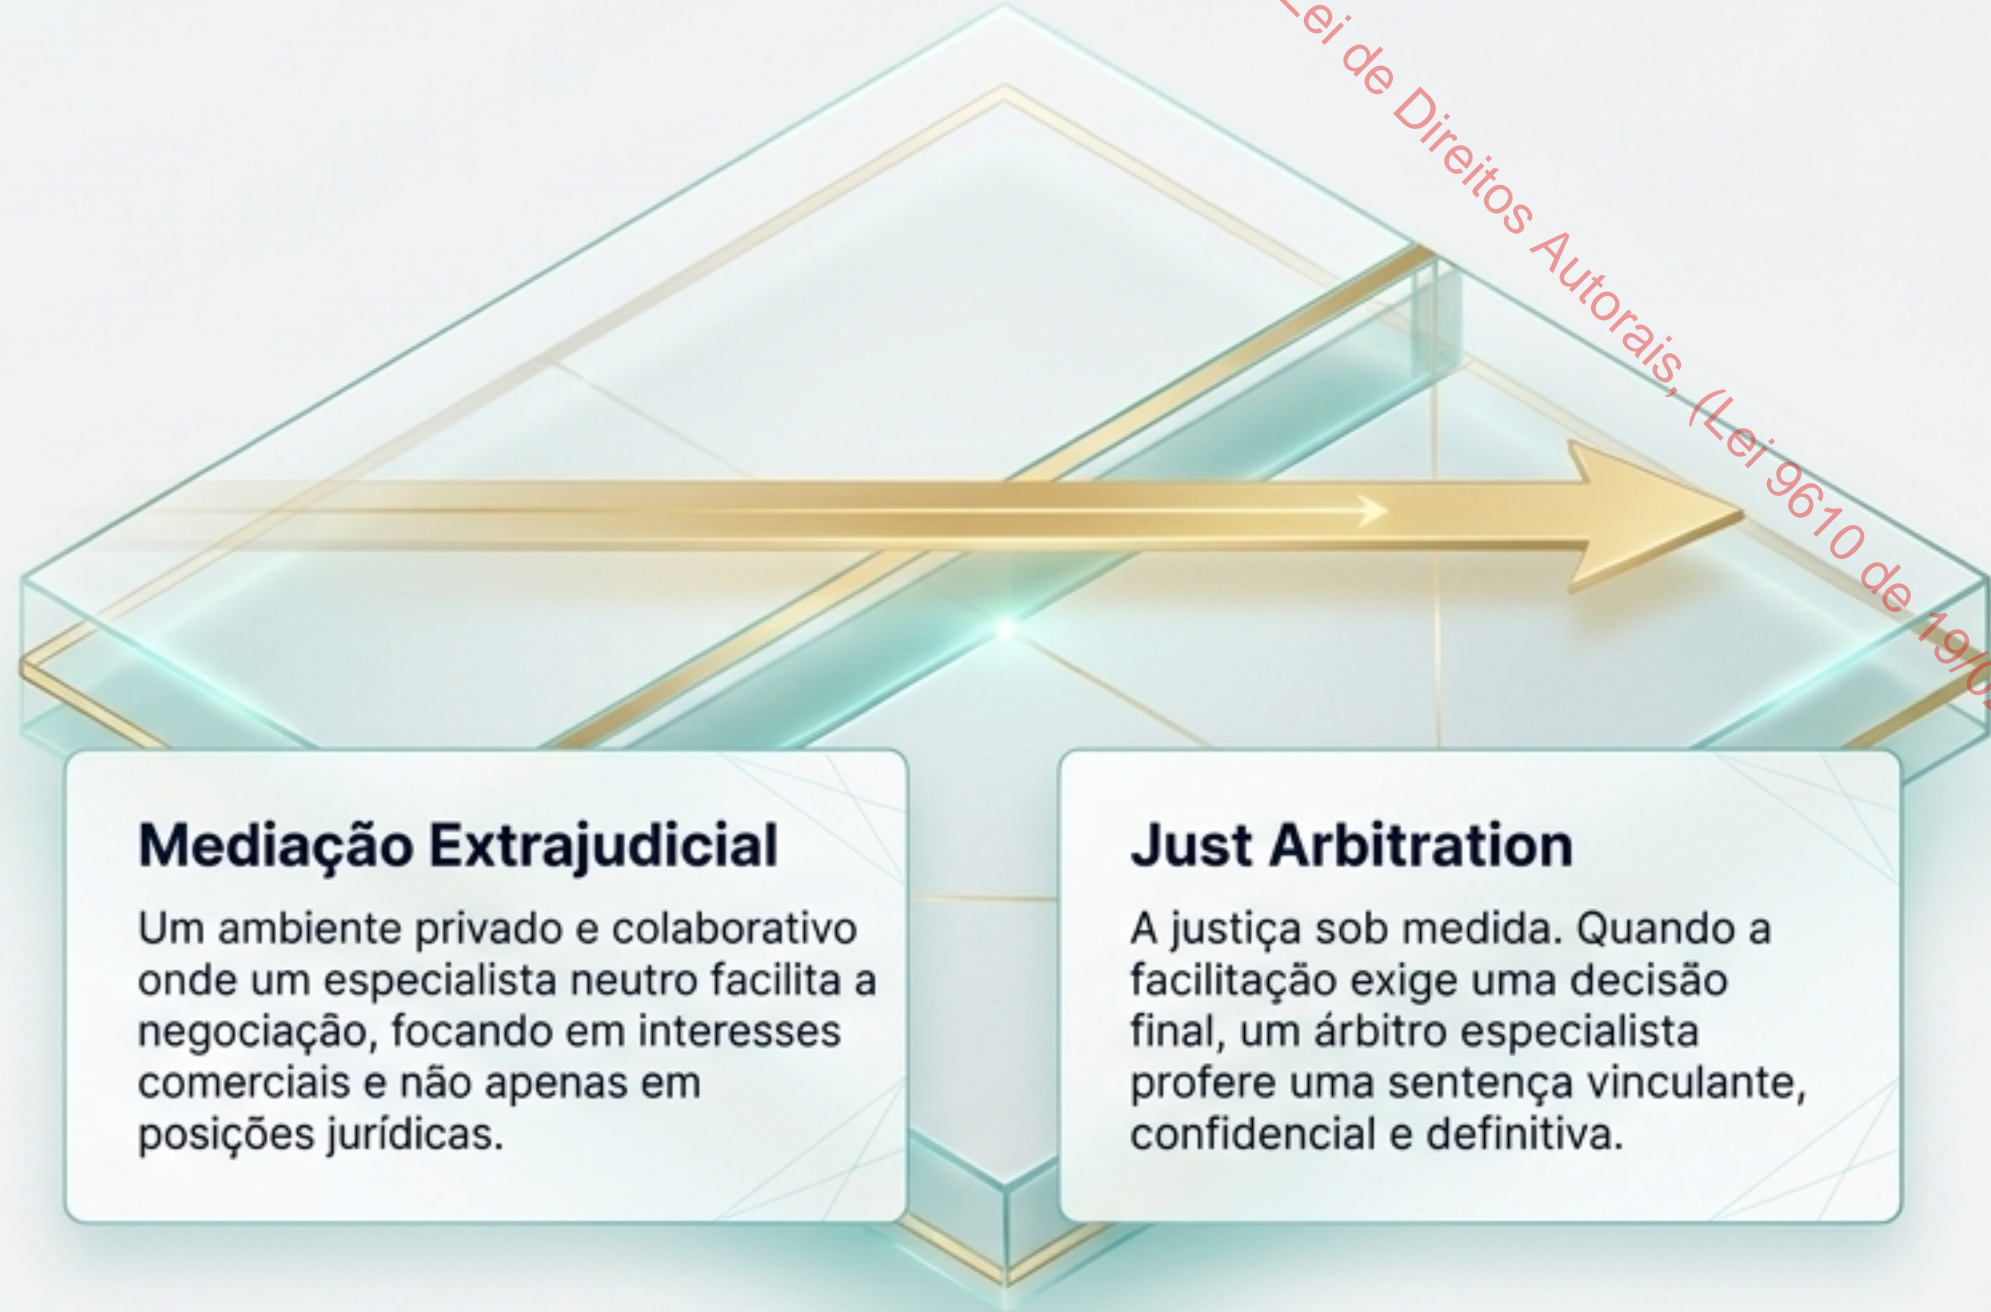 Lei de Direitos Autorais, (Lei 9610 de 19/0
Mediação Extrajudicial
Um ambiente privado e colaborativo
onde um especialista neutro facilita a
negociação, focando em interesses
comerciais e não apenas em
posições jurídicas.
Just Arbitration
A justiça sob medida. Quando a
facilitação exige uma decisão
final, um árbitro especialista
profere uma sentença vinculante,
confidencial e definitiva.